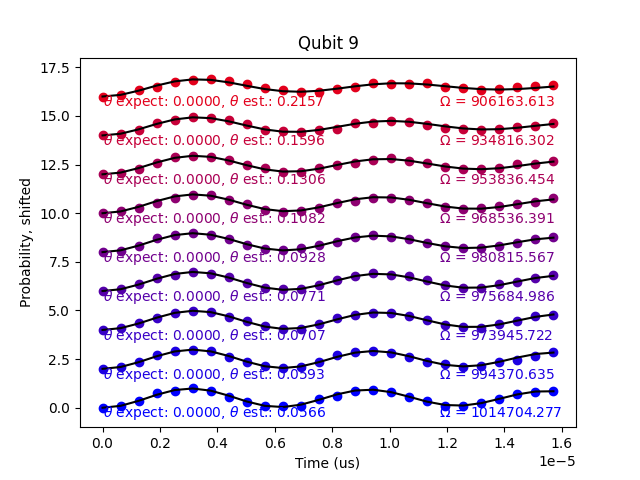 Qubit 9
Probability, shifted
17.5
15.0
12.5
10.0
7.5
5.0
2.5
0.0
θ expect: 0.0000, θ est.: 0.2157 Ω = 906163.613
θ expect: 0.0000, θ est.: 0.1596 Ω = 934816.302
θ expect: 0.0000, θ est.: 0.1306 Ω = 953836.454
θ expect: 0.0000, θ est.: 0.1082 Ω = 968536.391
θ expect: 0.0000, θ est.: 0.0928 Ω = 980815.567
θ expect: 0.0000, θ est.: 0.0771 Ω = 975684.986
θ expect: 0.0000, θ est.: 0.0707 Ω = 973945.722
θ expect: 0.0000, θ est.: 0.0593 Ω = 994370.635
θ expect: 0.0000, θ est.: 0.0566 Ω = 1014704.277
0.0 0.2 0.4 0.6 0.8 1.0 1.2 1.4 1.6
1e−5
Time (us)